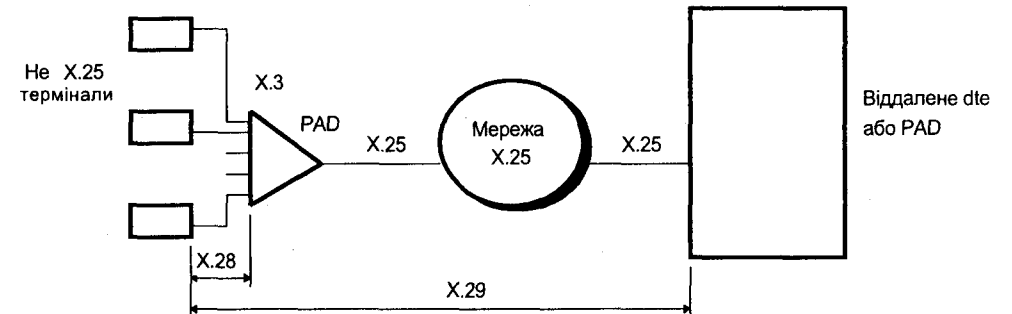 Не X.25
термінали
X.3
PAD
X.25
Мережа
X.25
X.25
Віддалене dte
або PAD
X.28
X.29